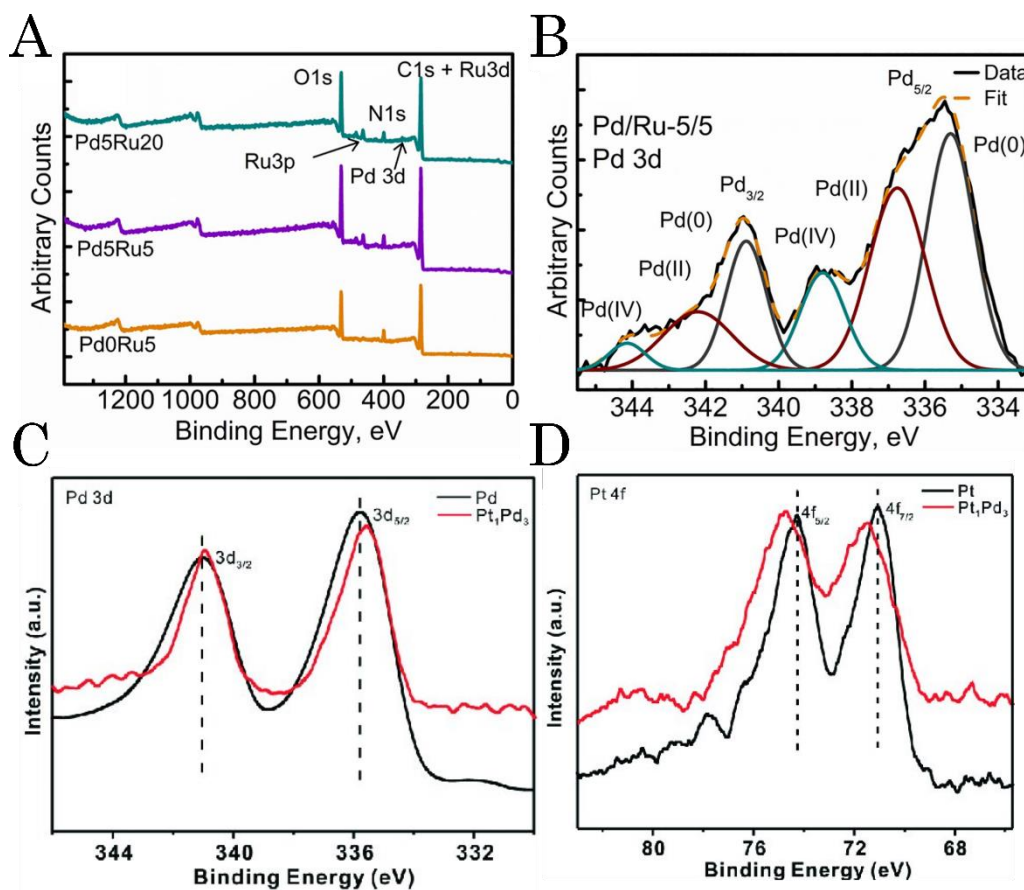 A
C1s + Ru3d
O1s
N1s
Pd5Ru20
Ru3p
Pd 3d
Pd5Ru5
Pd0Ru5
Arbitrary Counts
1200 1000 800 600 400 200 0
Binding Energy, eV
B
Data
Fit
Pd5/2
Pd/Ru-5/5
Pd 3d
Pd(0)
Pd(II)
Pd3/2
Pd(0)
Pd(IV)
Pd(II)
Pd(IV)
Arbitrary Counts
344 342 340 338 336 334
Binding Energy, eV
C
Pd 3d
Pd
Pt1Pd3
3d5/2
3d3/2
Intensity (a.u.)
344 340 336 332
Binding Energy (eV)
D
Pt 4f
Pt
Pt1Pd3
4f5/2
4f7/2
Intensity (a.u.)
80 76 72 68
Binding Energy (eV)